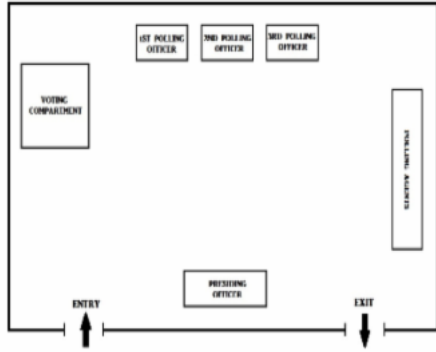 1ST POLLING
OFFICER
2ND POLLING
OFFICER
3RD POLLING
OFFICER
VOTING
COMPARTMENT
POLLING AGENTS
PRESIDING
OFFICER
ENTRY
EXIT